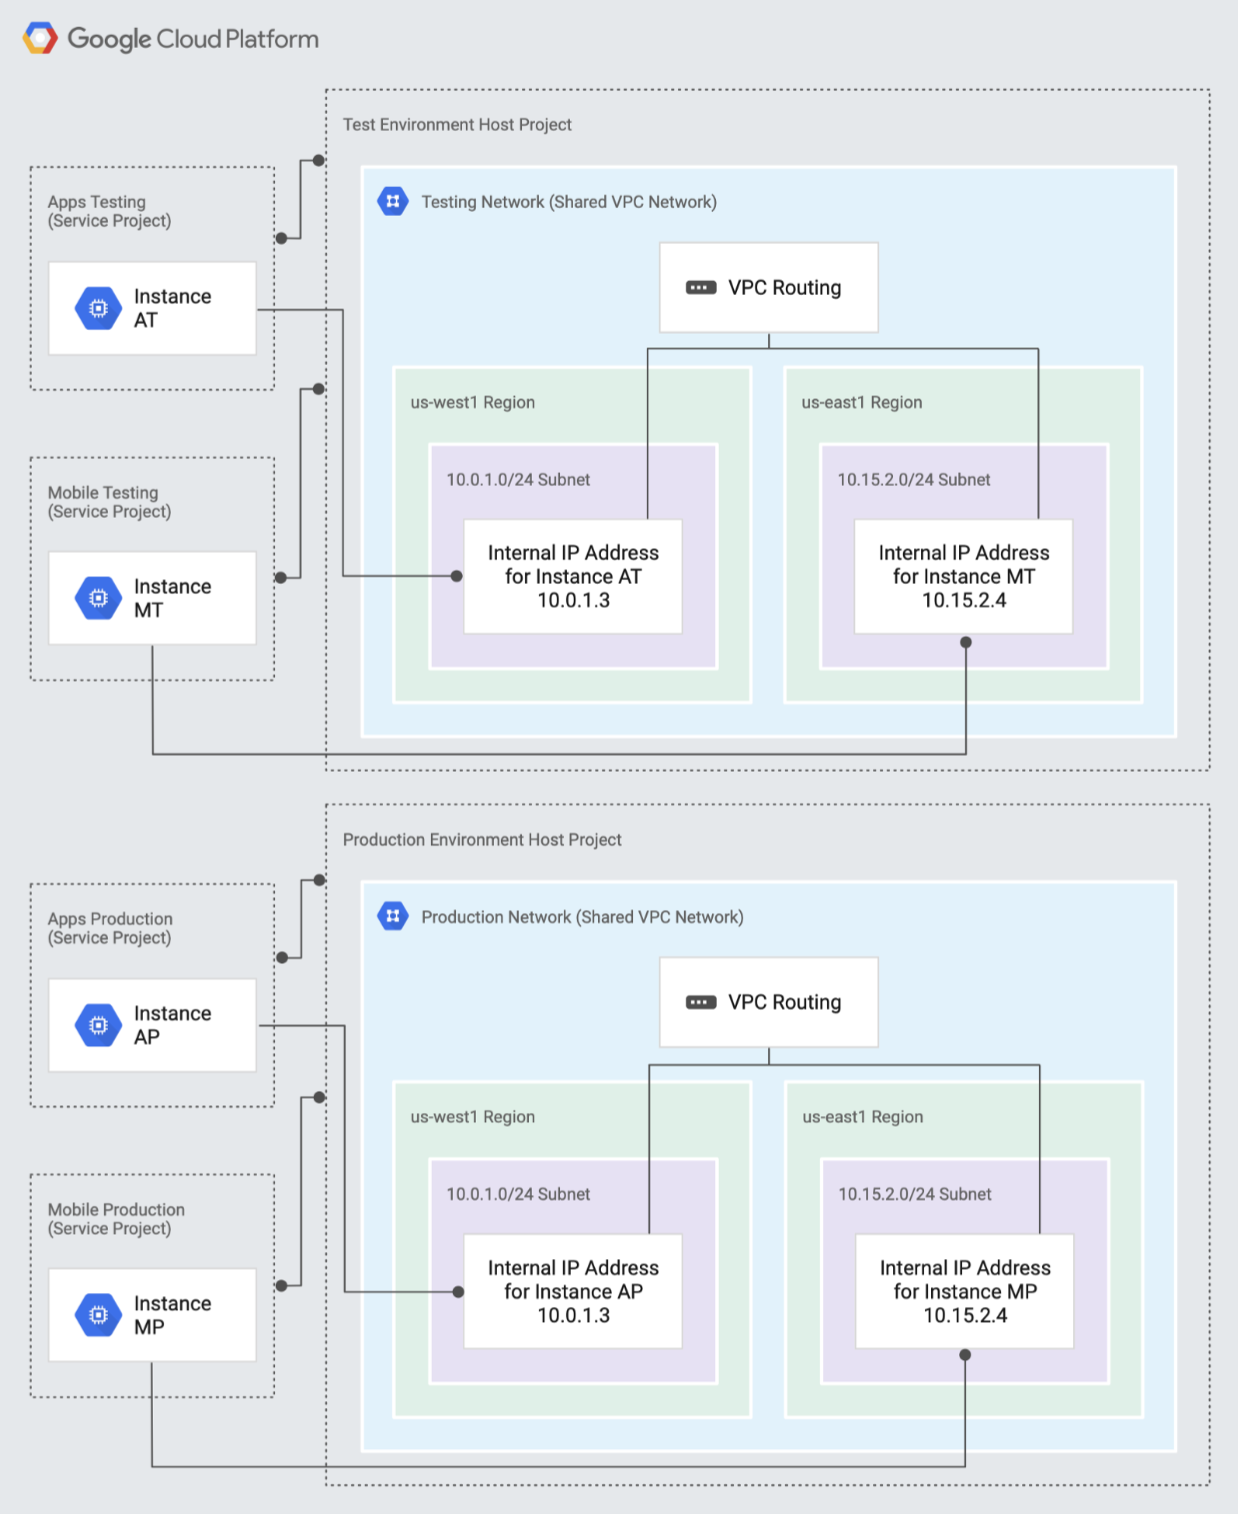 Google Cloud Platform
Test Environment Host Project
Apps Testing
(Service Project)
Instance
AT
Mobile Testing
(Service Project)
Instance
MT
Testing Network (Shared VPC Network)
VPC Routing
us-west1 Region
10.0.1.0/24 Subnet
Internal IP Address
for Instance AT
10.0.1.3
us-east1 Region
10.15.2.0/24 Subnet
Internal IP Address
for Instance MT
10.15.2.4
Production Environment Host Project
Apps Production
(Service Project)
Instance
AP
Mobile Production
(Service Project)
Instance
MP
Production Network (Shared VPC Network)
VPC Routing
us-west1 Region
10.0.1.0/24 Subnet
Internal IP Address
for Instance AP
10.0.1.3
us-east1 Region
10.15.2.0/24 Subnet
Internal IP Address
for Instance MP
10.15.2.4